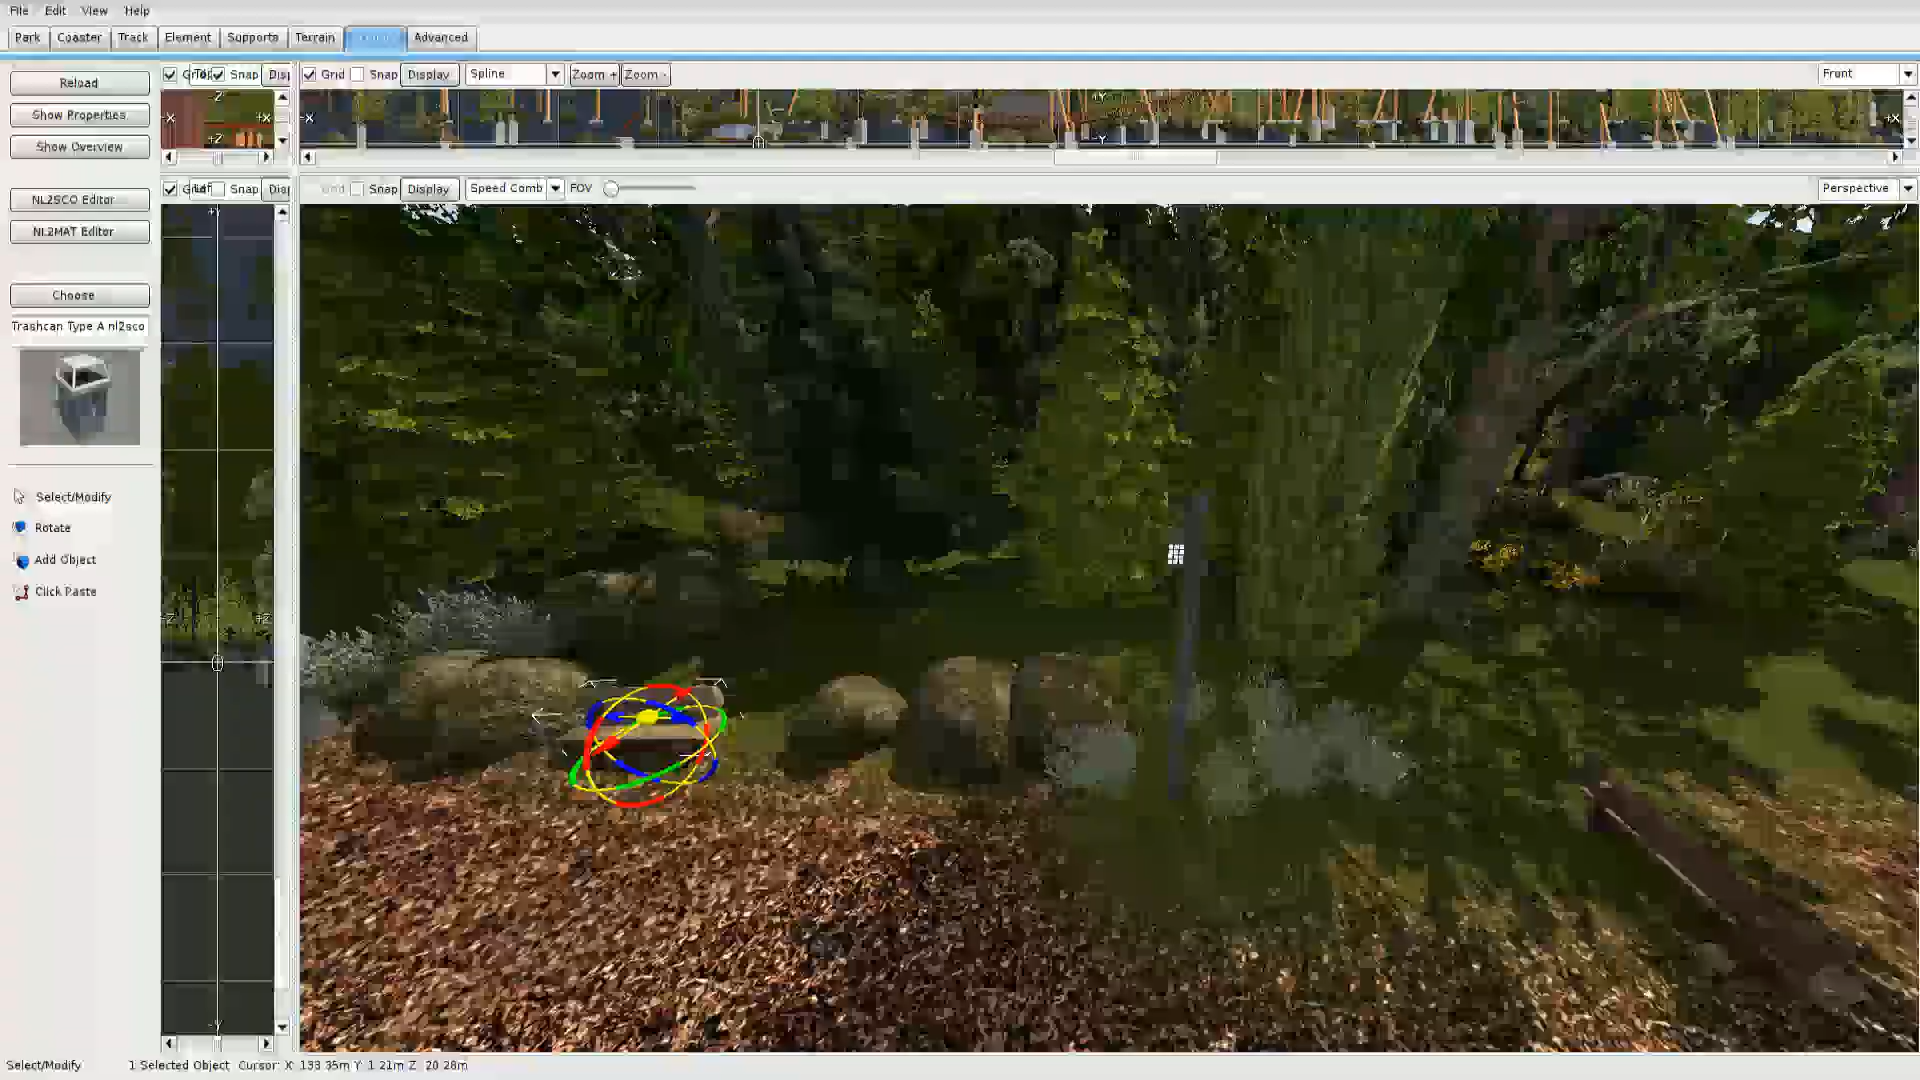 File Edit View Help
Park Coaster Track Element Supports Terrain Advanced
Reload
Show Properties
Show Overview
NL2SCO Editor
NL2MAT Editor
Choose
Trashcan Type A nl2sco
Select/Modify
Rotate
Add Object
Click Paste
Snap Disp
Grid Snap Display Spline Zoom + Zoom - Front
-Z
-X +X
+Z
-X +Y +X
-Y
Snap Disp
Grid Snap Display Speed Comb FOV Perspective
+Y
-Z +Z
-Y
Select/Modify 1 Selected Object Cursor: X 133 35m Y 1 21m Z 20 28m